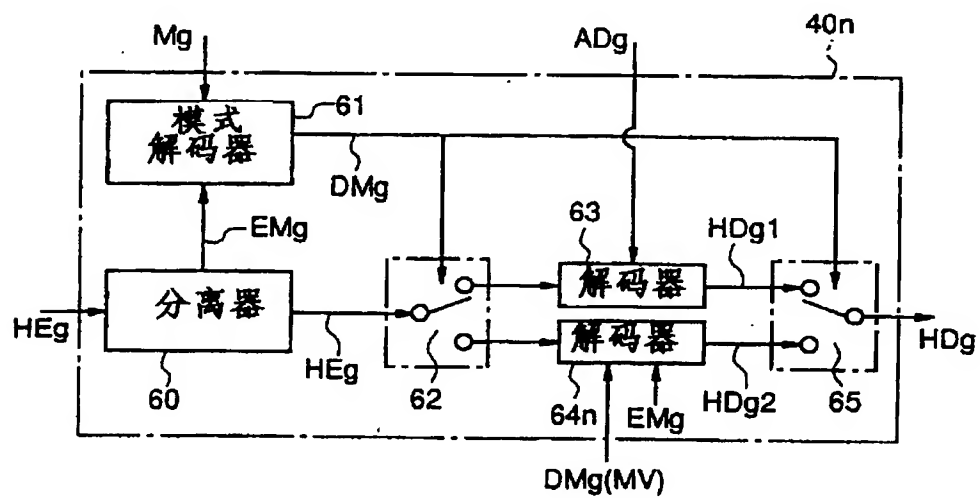 Mg
ADg
40n
模式
解码器
61
DMg
EMg
63
HDg1
分离器
解码器
HEg
HEg
解码器
HDg
60
62
64n
EMg
HDg2
65
DMg(MV)